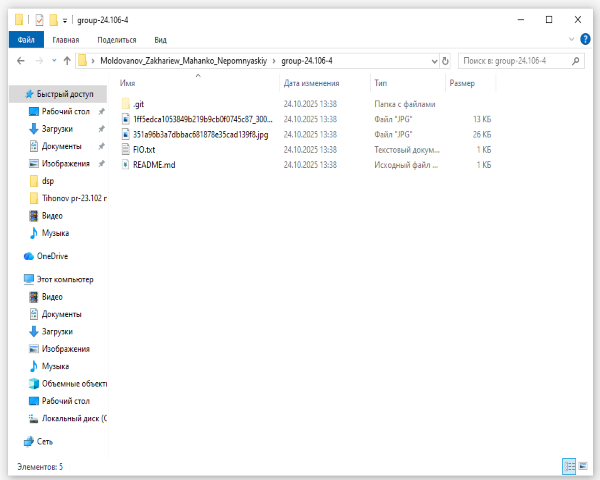 group-24.106-4
Файл Главная Поделиться Вид
Moldovanov_Zakhariew_Mahanko_Nepomnyaskiy > group-24.106-4
Поиск в: group-24.106-4
Имя Дата изменения Тип Размер
.git 24.10.2025 13:38 Папка с файлами
1ff5edca1053849b219b9cb0f0745c87_300... 24.10.2025 13:38 Файл "JPG" 13 КБ
351a96b3a7dbbac681878e35cad139f8.jpg 24.10.2025 13:38 Файл "JPG" 26 КБ
FIO.txt 24.10.2025 13:38 Текстовый докум... 1 КБ
README.md 24.10.2025 13:38 Исходный файл ... 1 КБ
Быстрый доступ
Рабочий стол
Загрузки
Документы
Изображения
dsp
Tihonov pr-23.102 п
Видео
Музыка
OneDrive
Этот компьютер
Видео
Документы
Загрузки
Изображения
Музыка
Объемные объекты
Рабочий стол
Локальный диск (C
Сеть
Элементов: 5